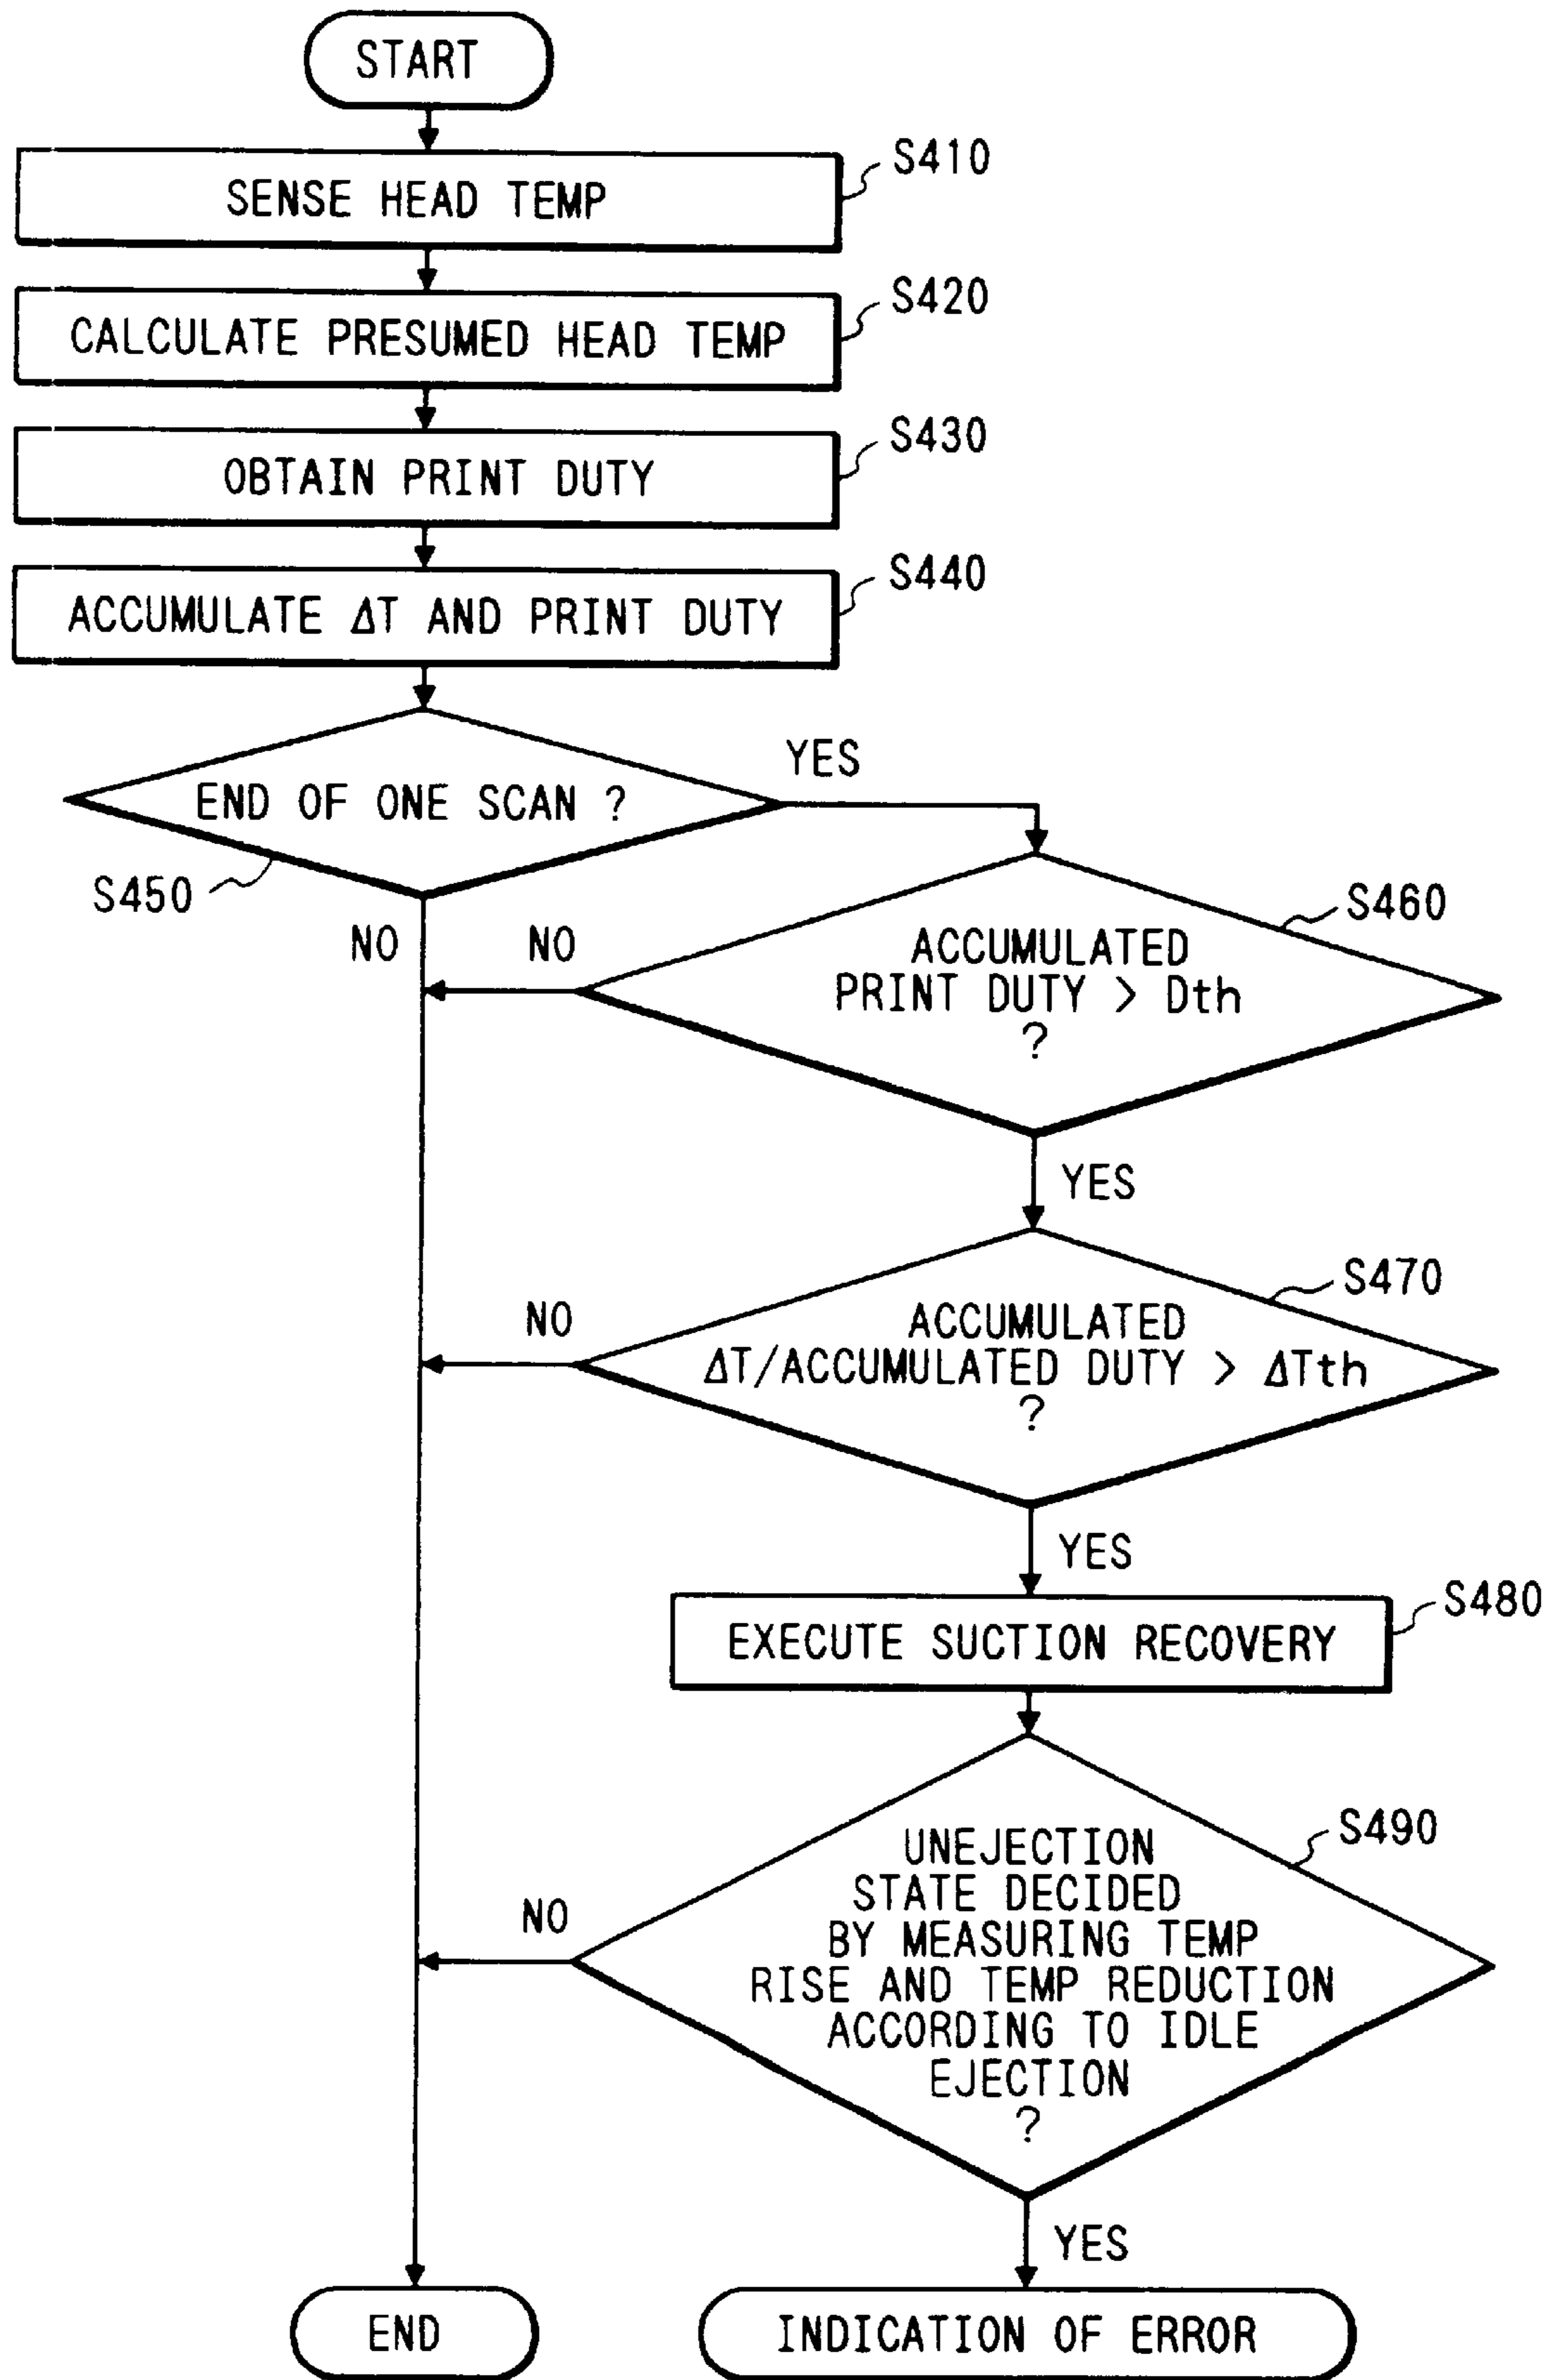 START
SENSE HEAD TEMP
S410
CALCULATE PRESUMED HEAD TEMP
S420
OBTAIN PRINT DUTY
S430
ACCUMULATE ΔT AND PRINT DUTY
S440
END OF ONE SCAN ?
YES
S450
NO
NO
S460
ACCUMULATED
PRINT DUTY > Dth
?
YES
S470
NO
ACCUMULATED
ΔT/ACCUMULATED DUTY > ΔTth
?
YES
EXECUTE SUCTION RECOVERY
S480
S490
NO
UNEJECTION
STATE DECIDED
BY MEASURING TEMP
RISE AND TEMP REDUCTION
ACCORDING TO IDLE
EJECTION
?
YES
END
INDICATION OF ERROR